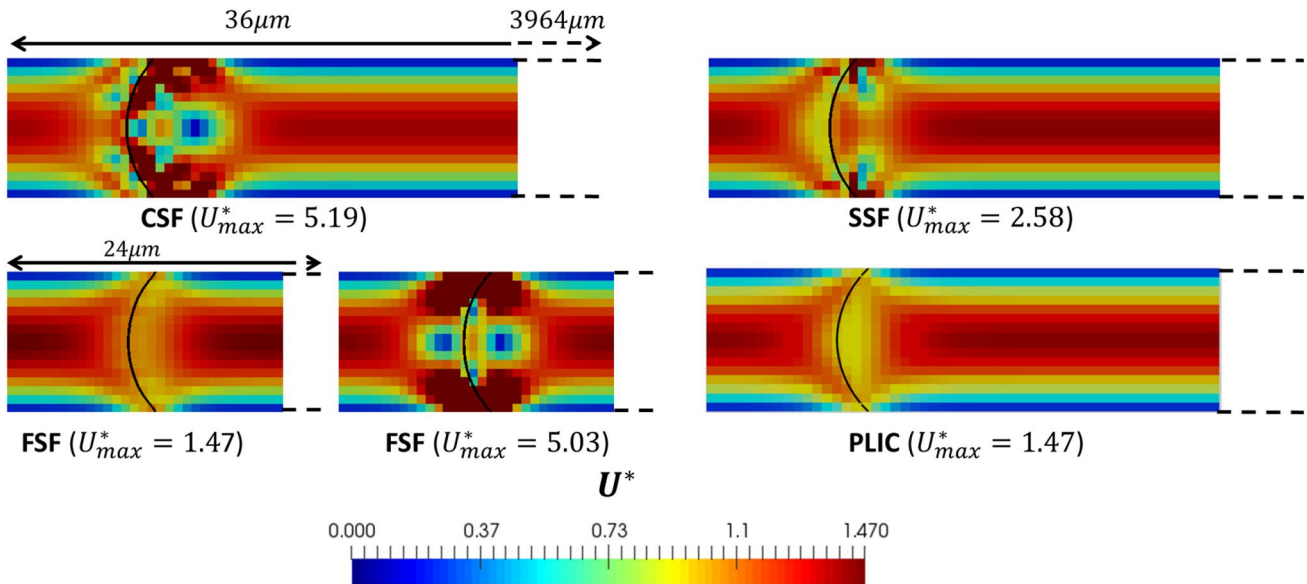 36μm 3964μm
CSF (U*max = 5.19) SSF (U*max = 2.58)
24μm
FSF (U*max = 1.47) FSF (U*max = 5.03) PLIC (U*max = 1.47)
U*
0.000 0.37 0.73 1.1 1.470